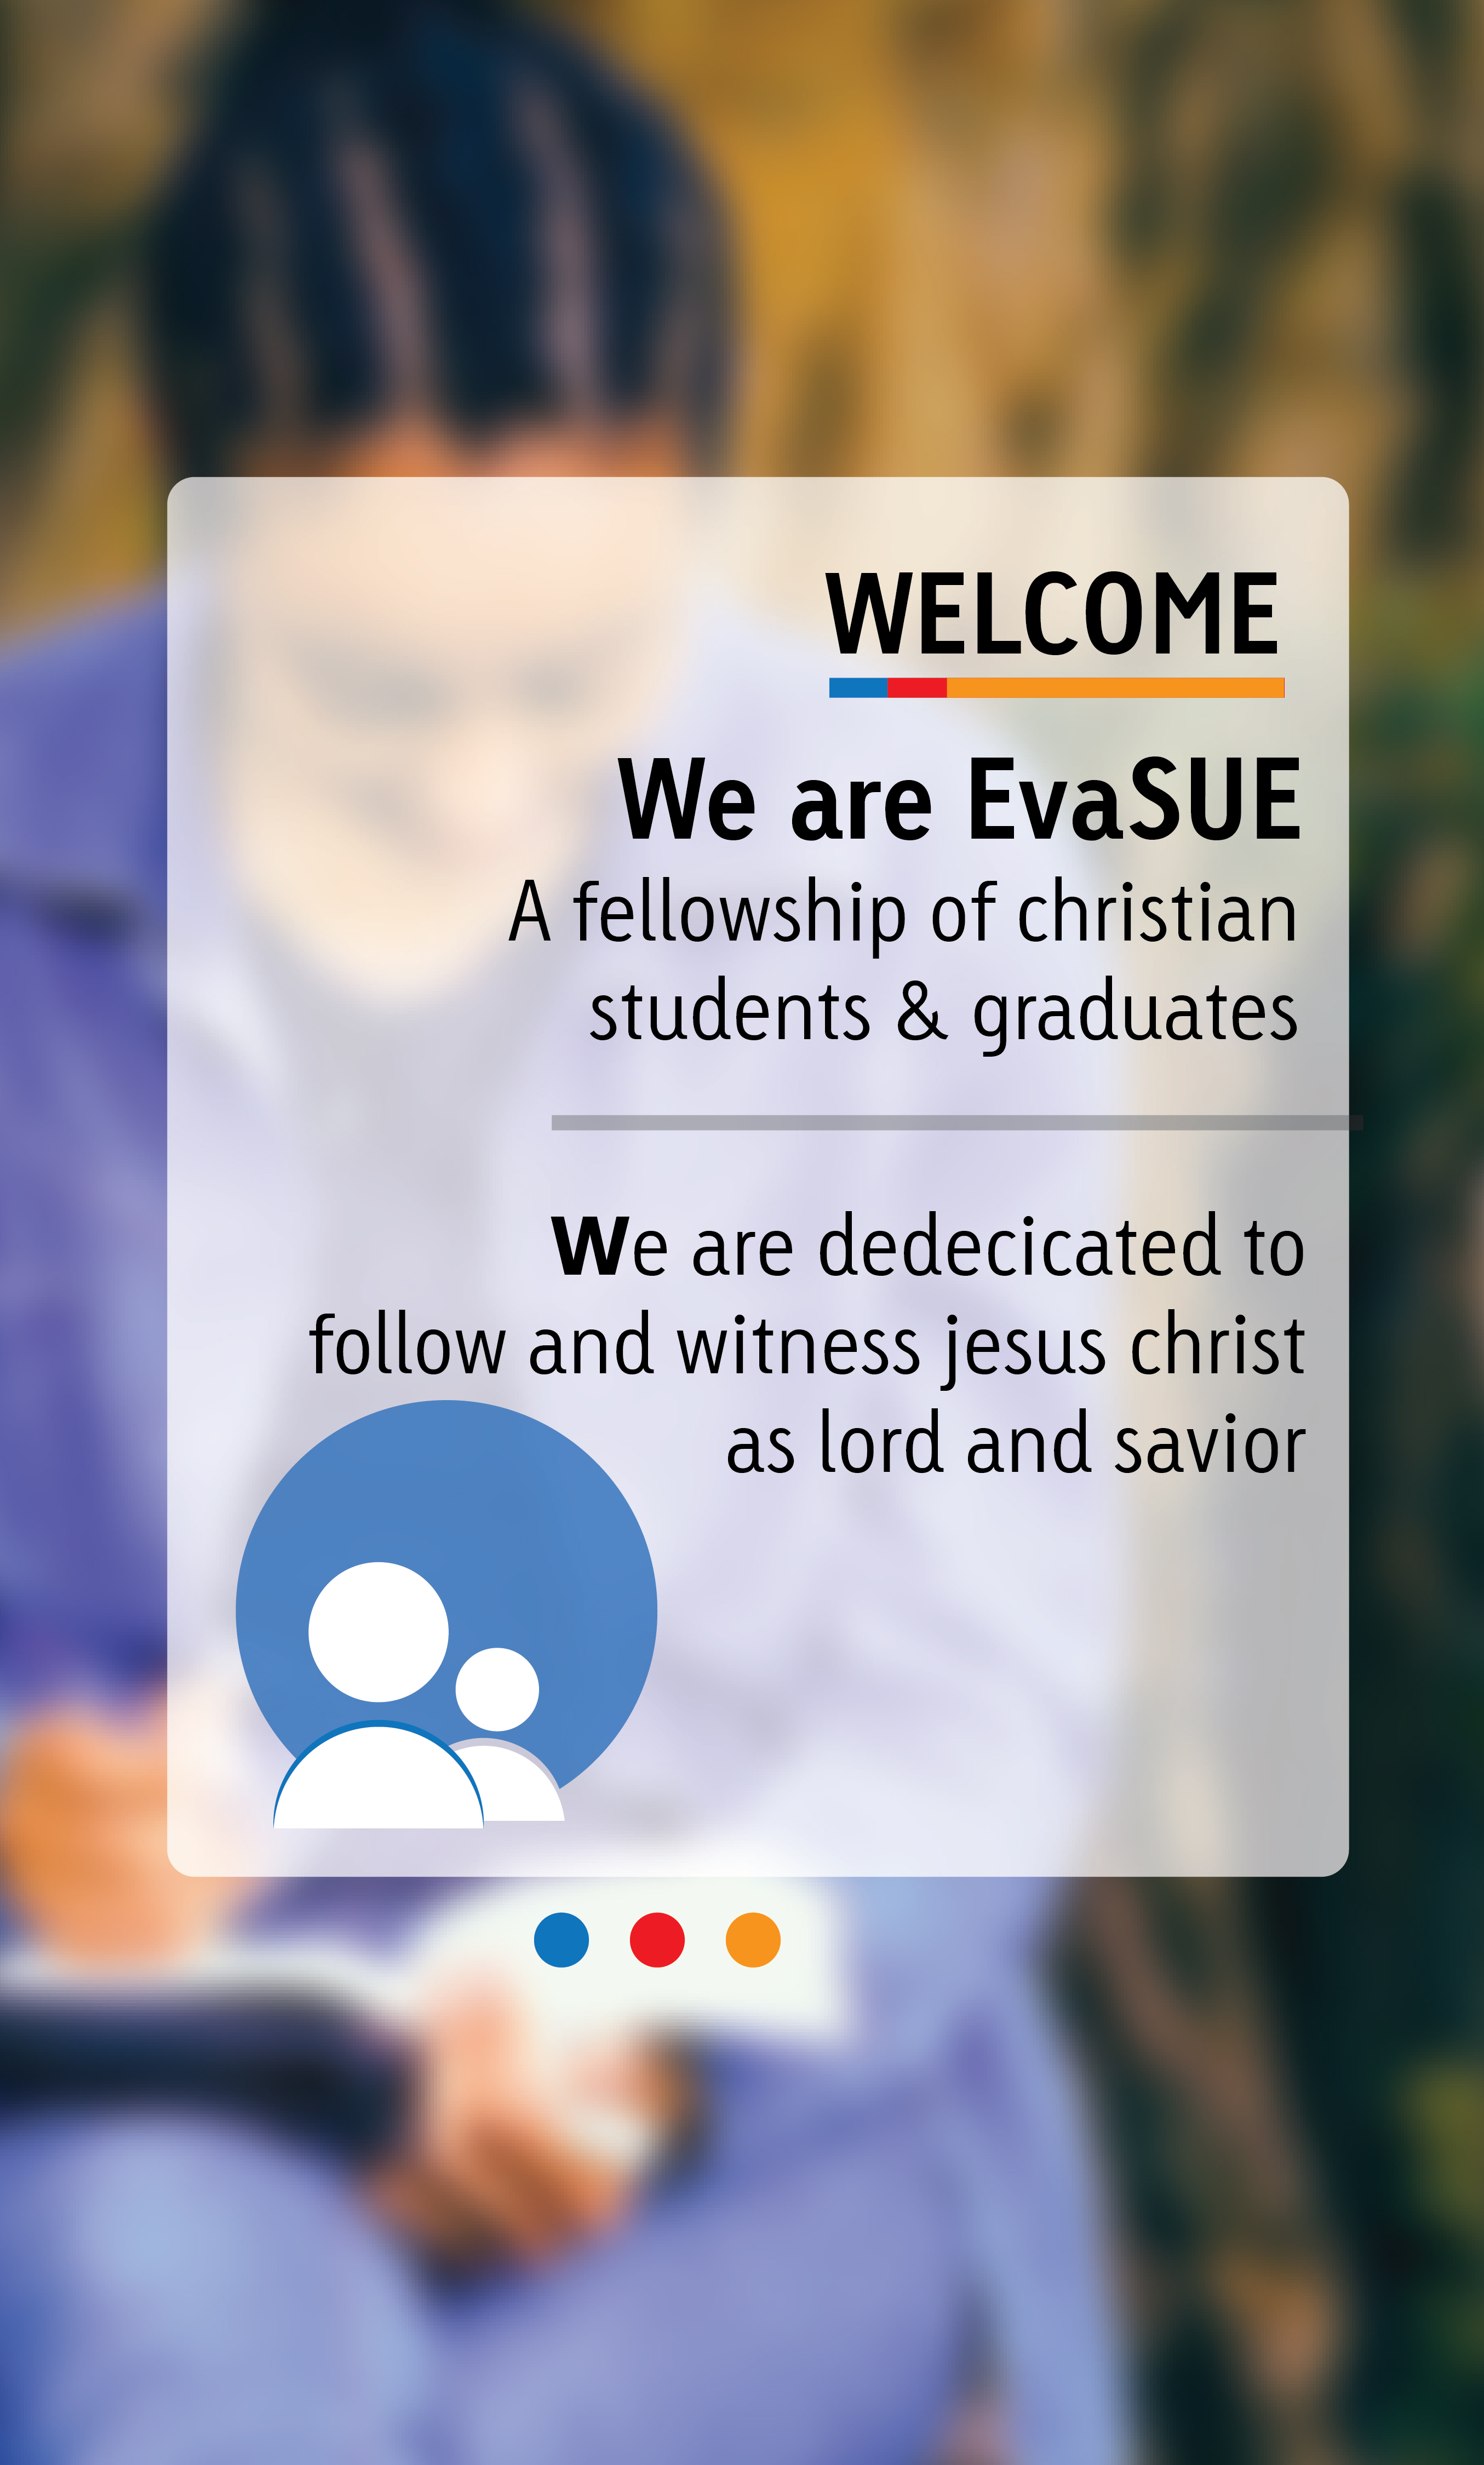 WELCOME
We are EvaSUE
A fellowship of christian
students & graduates
We are dedecicated to
follow and witness jesus christ
as lord and savior